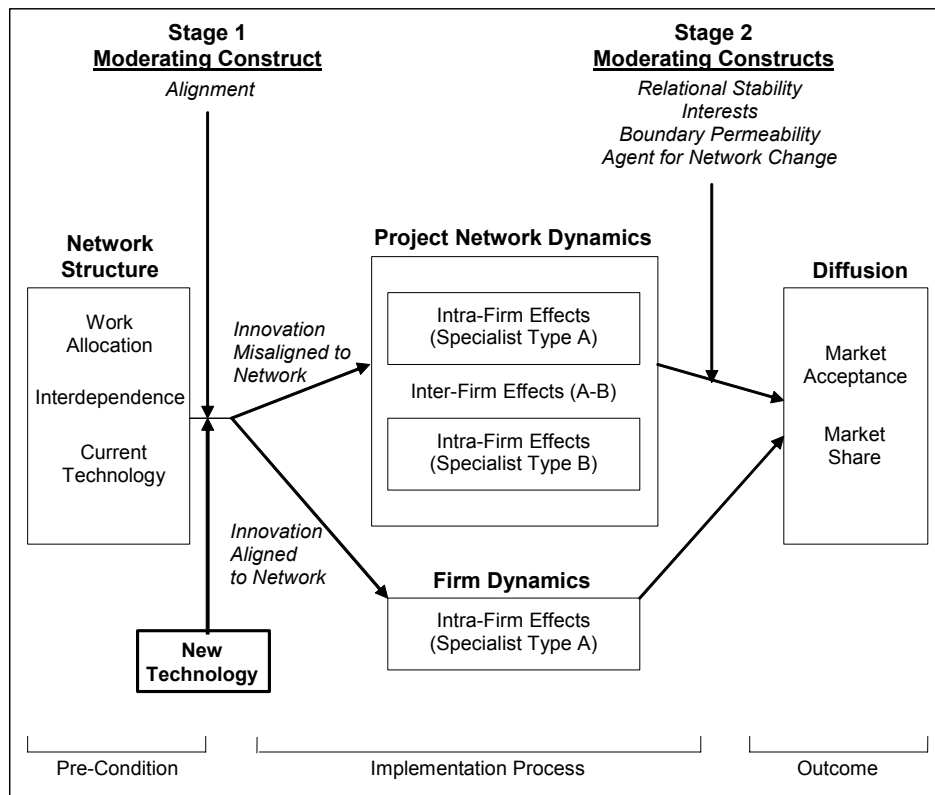 Stage 1
Moderating Construct
Alignment
Stage 2
Moderating Constructs
Relational Stability
Interests
Boundary Permeability
Agent for Network Change
Network
Structure
Work
Allocation
Interdependence
Current
Technology
Innovation
Misaligned to
Network
Innovation
Aligned
to Network
New
Technology
Project Network Dynamics
Intra-Firm Effects
(Specialist Type A)
Inter-Firm Effects (A-B)
Intra-Firm Effects
(Specialist Type B)
Firm Dynamics
Intra-Firm Effects
(Specialist Type A)
Diffusion
Market
Acceptance
Market
Share
Pre-Condition
Implementation Process
Outcome